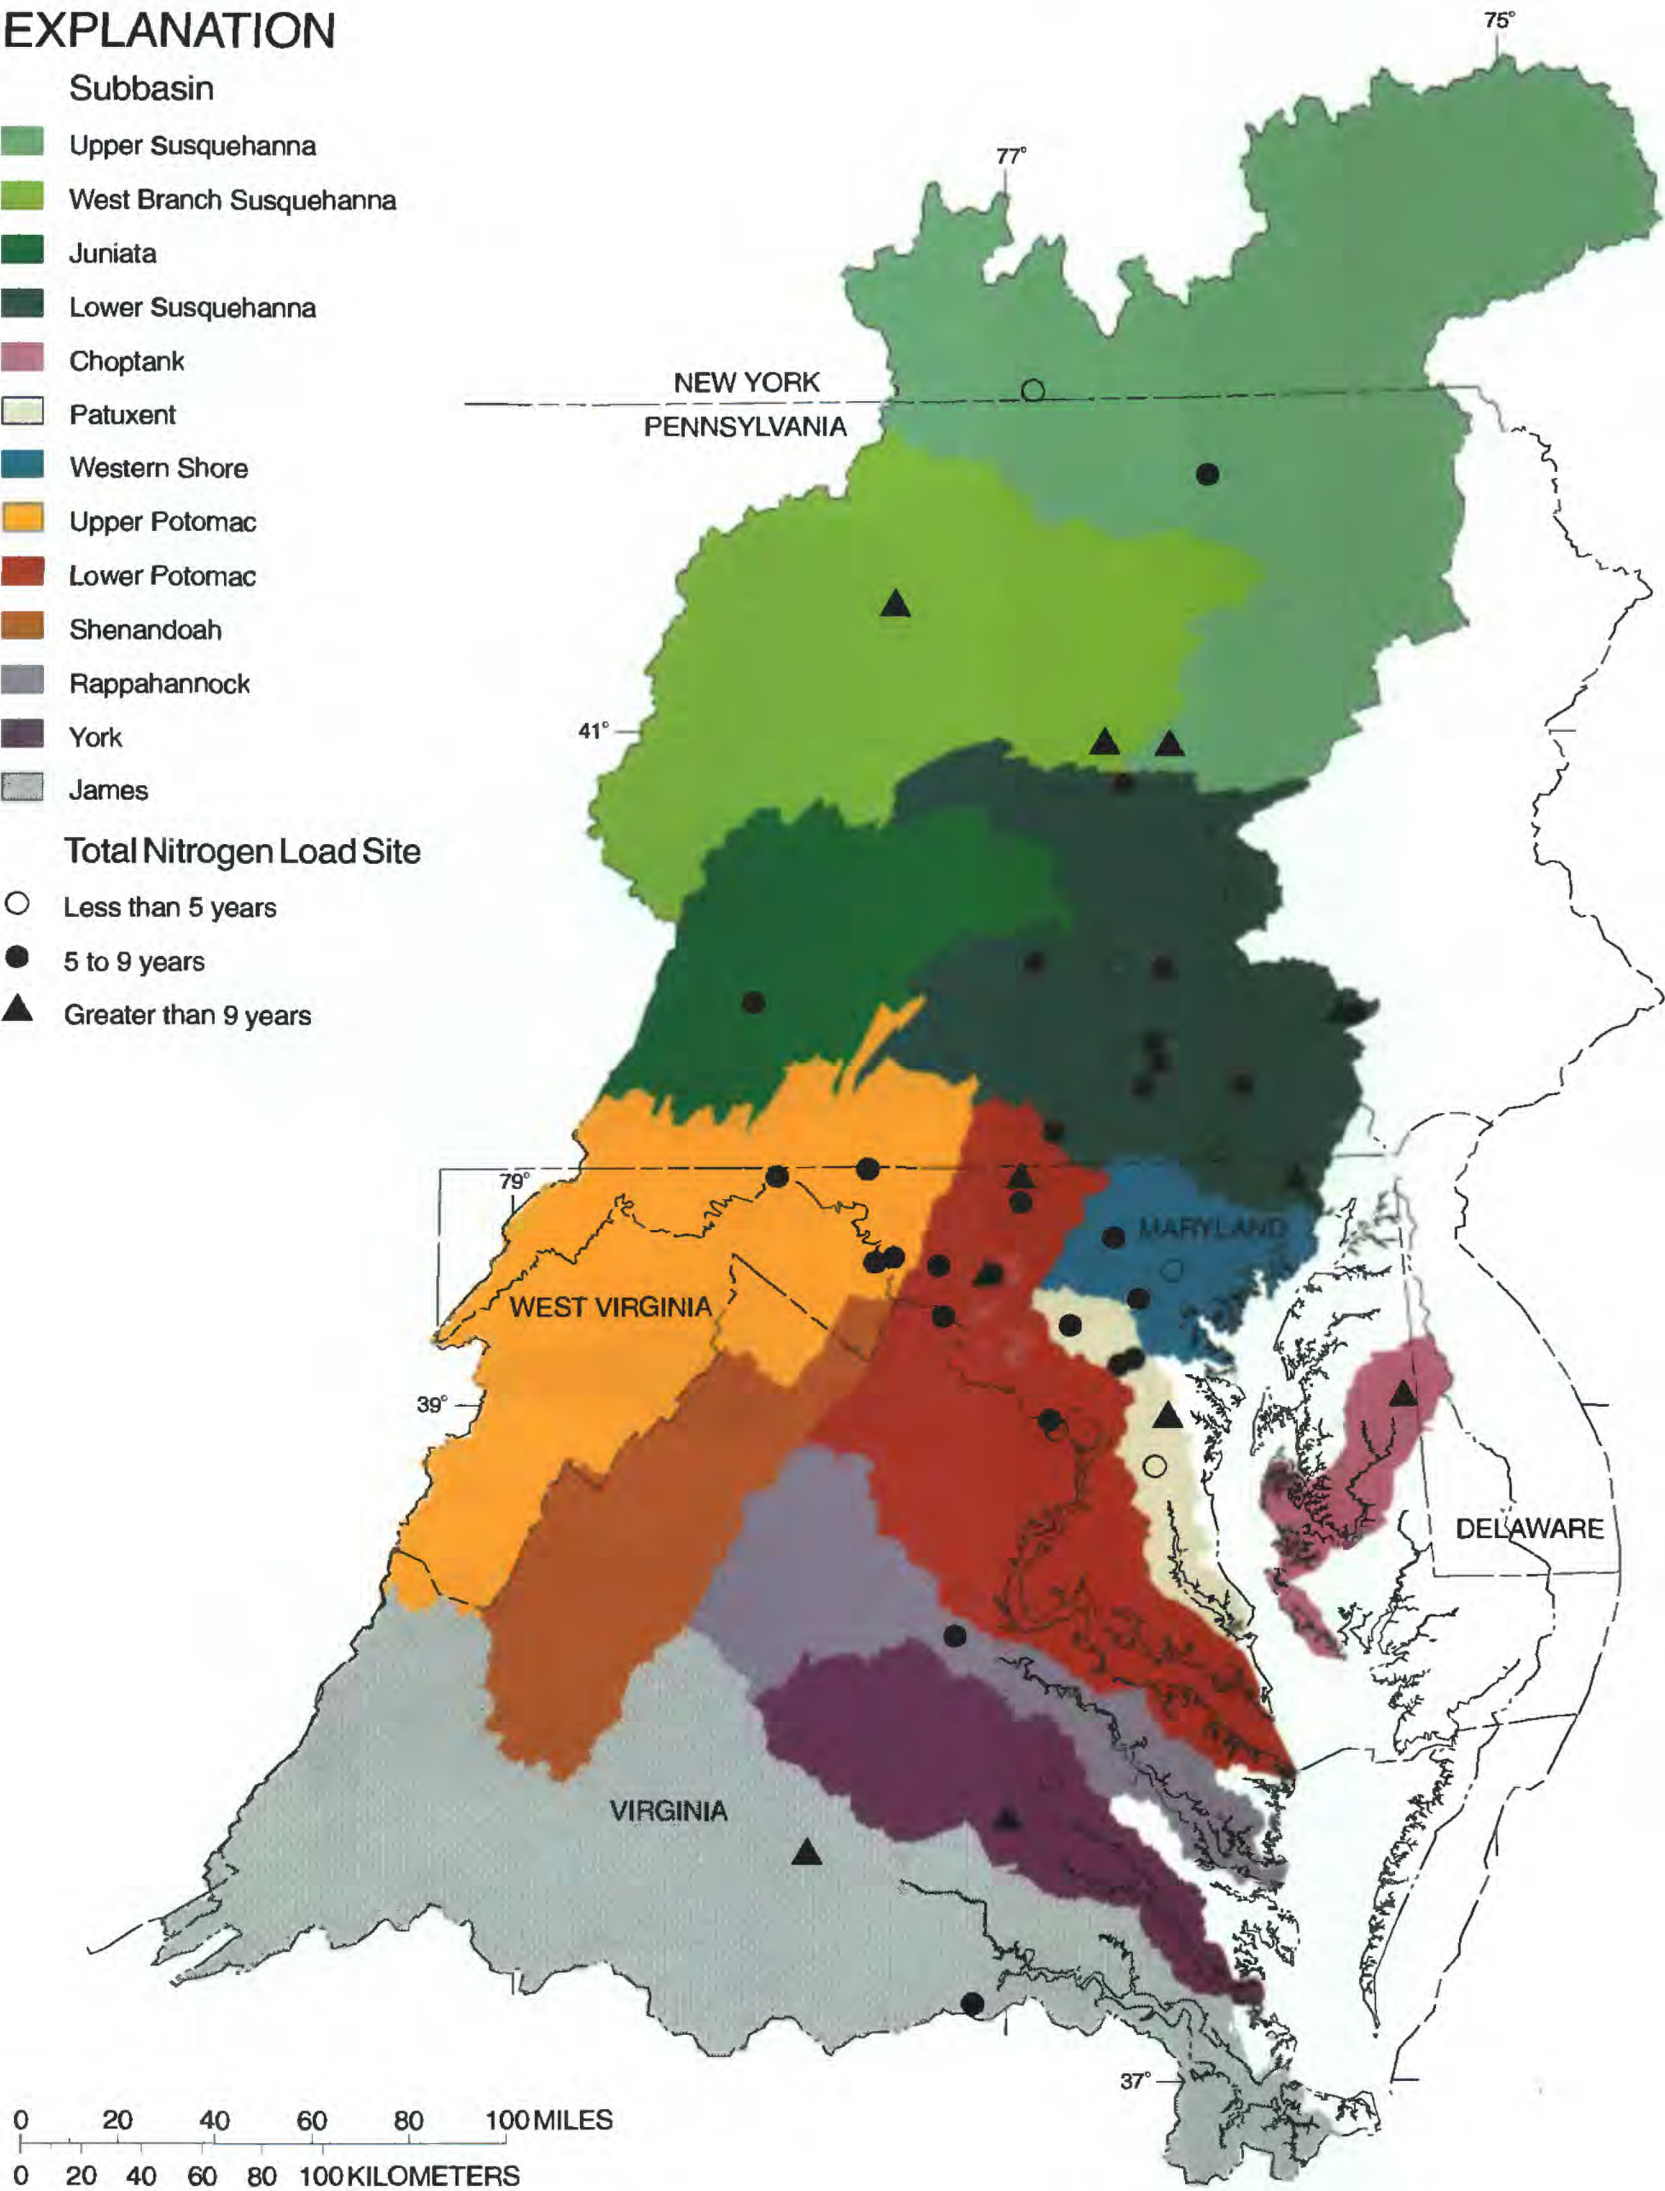 EXPLANATION
Subbasin
Upper Susquehanna
West Branch Susquehanna
Juniata
Lower Susquehanna
Choptank
Patuxent
Western Shore
Upper Potomac
Lower Potomac
Shenandoah
Rappahannock
York
James
Total Nitrogen Load Site
Less than 5 years
5 to 9 years
Greater than 9 years
75°
77°
NEW YORK
PENNSYLVANIA
41°
79°
MARYLAND
WEST VIRGINIA
39°
DELAWARE
VIRGINIA
37°
0 20 40 60 80 100 MILES
0 20 40 60 80 100 KILOMETERS